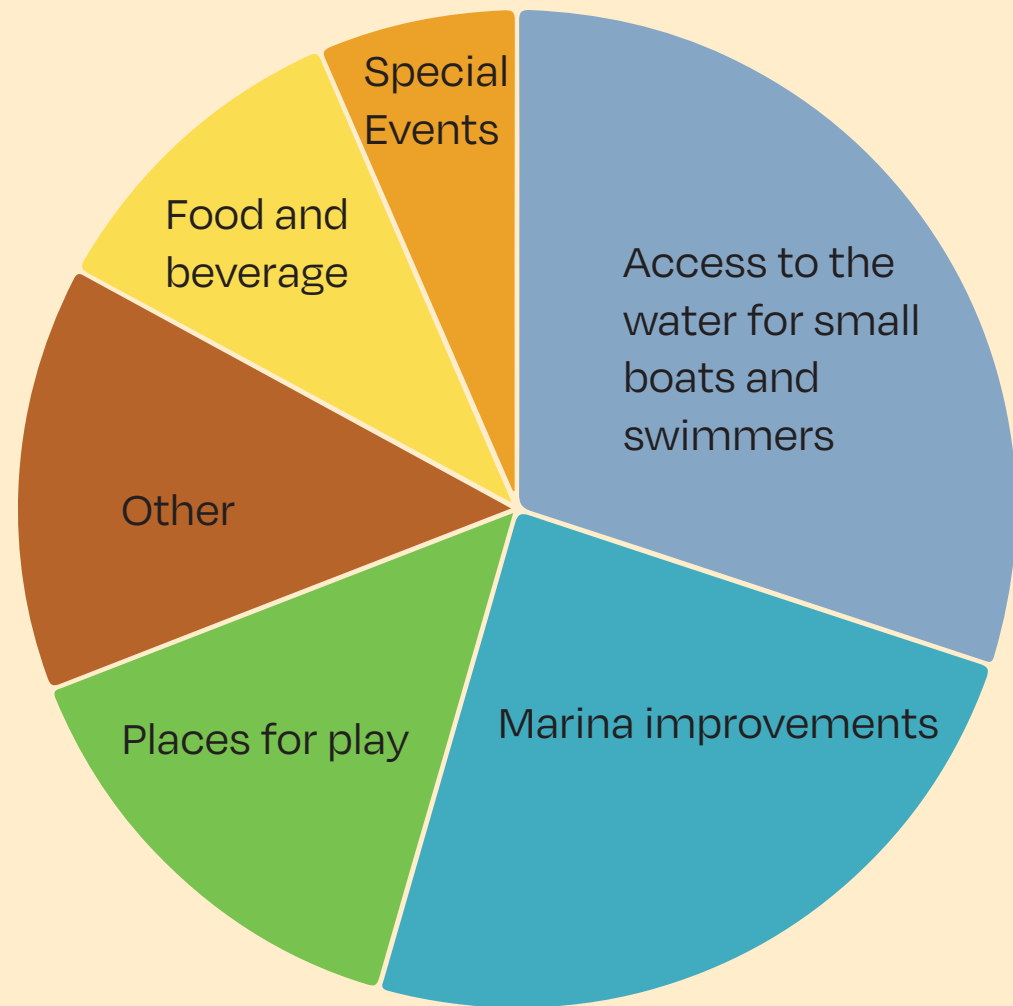 Special
Events
Food and
beverage
Access to the
water for small
boats and
swimmers
Other
Places for play
Marina improvements